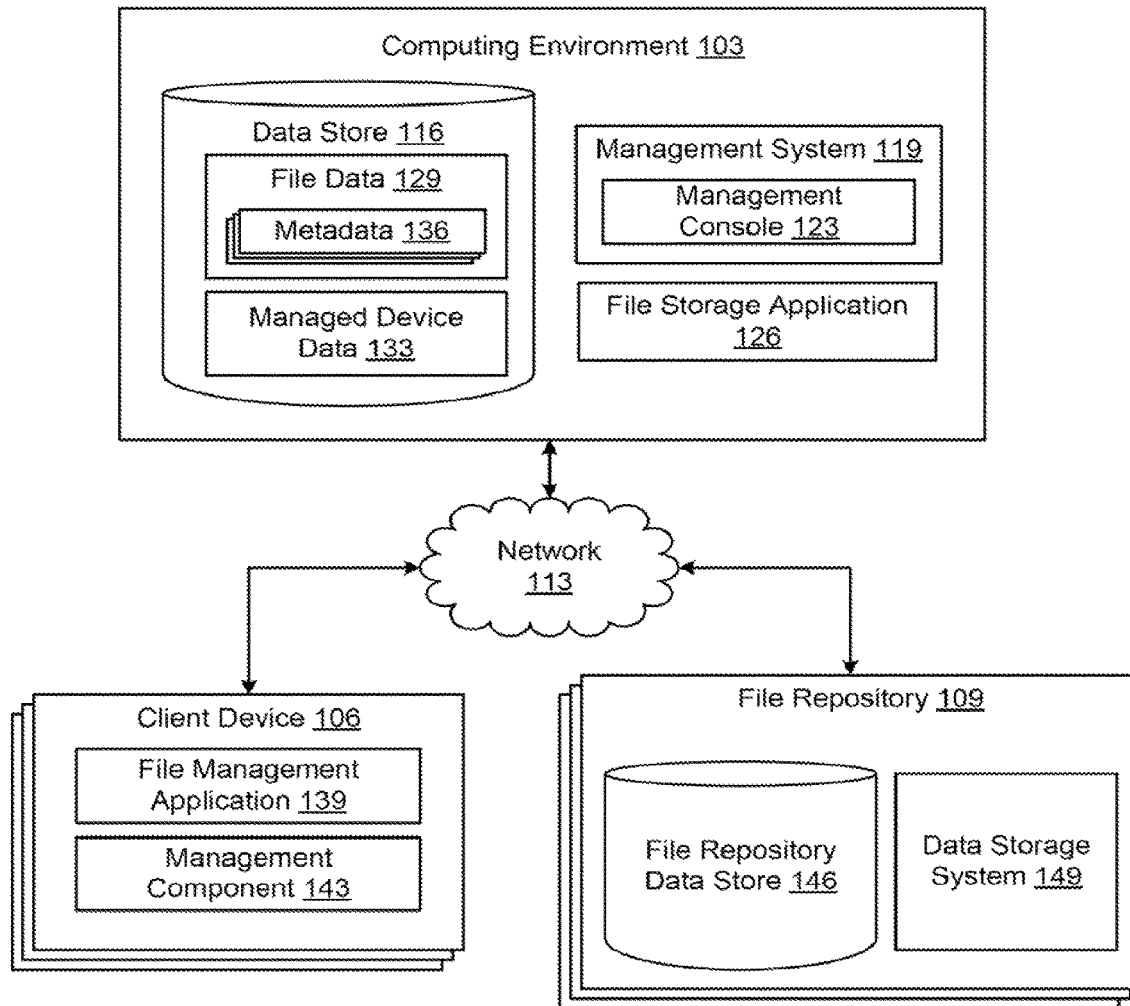 Computing Environment 103
Data Store 116
File Data 129
Metadata 136
Managed Device
Data 133
Management System 119
Management
Console 123
File Storage Application
126
Network
113
Client Device 106
File Management
Application 139
Management
Component 143
File Repository 109
File Repository
Data Store 146
Data Storage
System 149